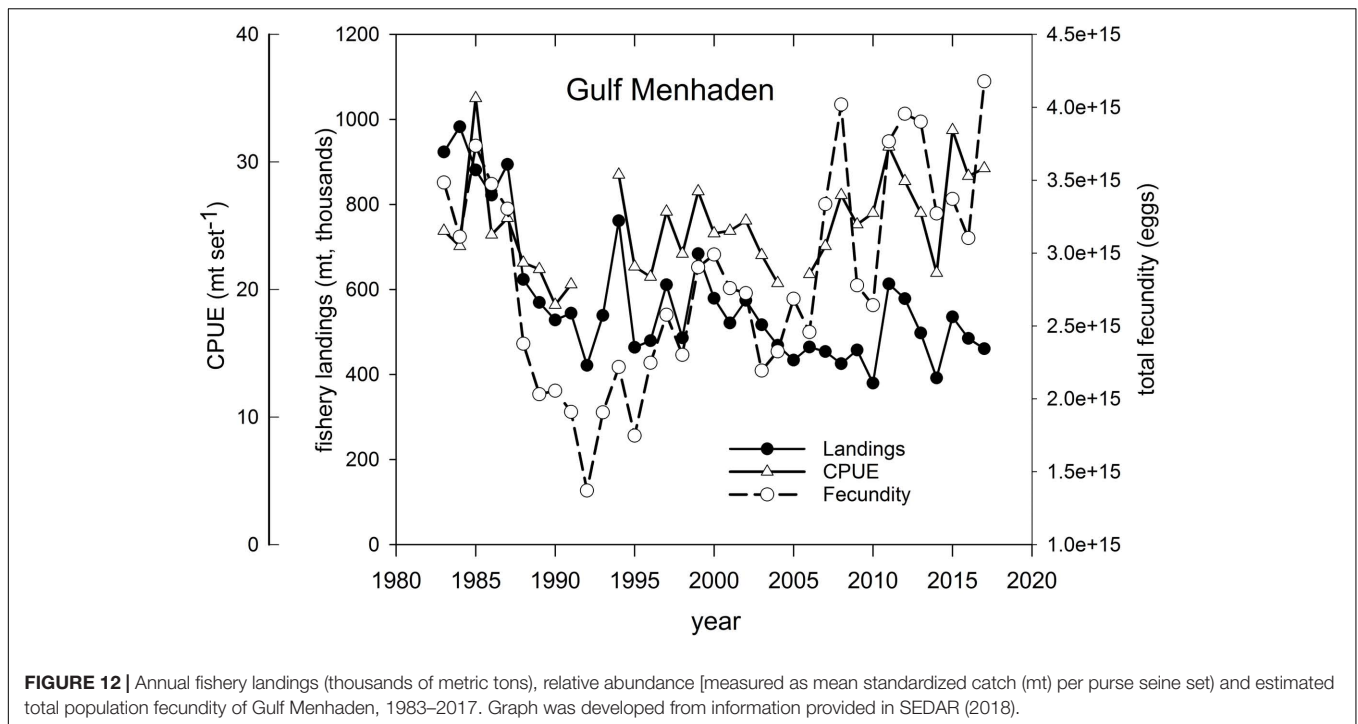 Gulf Menhaden
CPUE (mt set-1)
40
30
20
10
0
fishery landings (mt, thousands)
1200
1000
800
600
400
200
0
4.5e+15
4.0e+15
3.5e+15
3.0e+15
2.5e+15
2.0e+15
1.5e+15
1.0e+15
total fecundity (eggs)
Landings
CPUE
Fecundity
1980 1985 1990 1995 2000 2005 2010 2015 2020
year
FIGURE 12 | Annual fishery landings (thousands of metric tons), relative abundance [measured as mean standardized catch (mt) per purse seine set) and estimated
total population fecundity of Gulf Menhaden, 1983–2017. Graph was developed from information provided in SEDAR (2018).